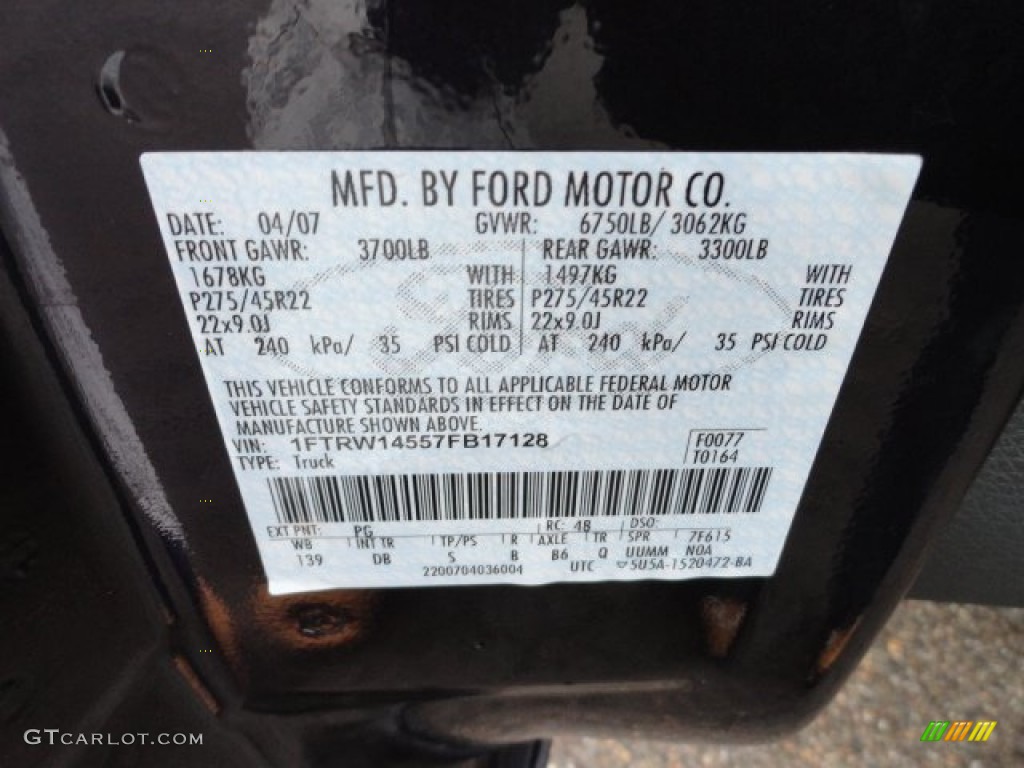 MFD. BY FORD MOTOR CO.
DATE: 04/07 GVWR: 6750LB/ 3062KG
FRONT GAWR: 3700LB REAR GAWR: 3300LB
1678KG WITH 1497KG WITH
P275/45R22 TIRES P275/45R22 TIRES
22x9.0J RIMS 22x9.0J RIMS
AT 240 kPa/ 35 PSI COLD AT 240 kPa/ 35 PSI COLD
THIS VEHICLE CONFORMS TO ALL APPLICABLE FEDERAL MOTOR
VEHICLE SAFETY STANDARDS IN EFFECT ON THE DATE OF
MANUFACTURE SHOWN ABOVE.
VIN: 1FTRW14557FB17128 F0077
TYPE: Truck T0164
EXT PNT: PG RC: 48 DSO:
WB INT TR TP/PS R AXLE TR SPR 7F615
139 DB S B B6 Q UUMM N0A
2200704036004 UTC 5U5A-1520472-BA
GTCARLOT.COM